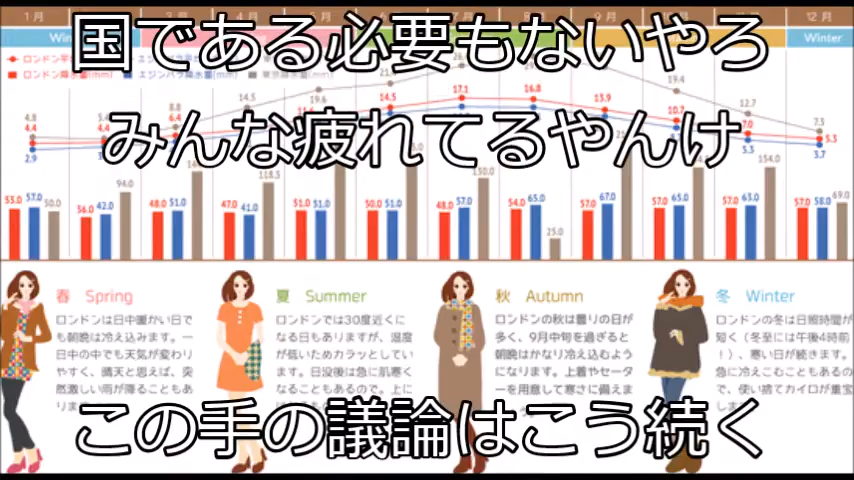 1月 3月 4月 9月 12月
国である必要もないやろ
Winter
みんな疲れてるやんけ
4.8 8.8 14.5 19.6 19.4 12.7 7.3
4.4 6.4 14.5 17.1 16.8 13.9 7.0 5.3
2.9 5.3 3.7
53.0 57.0 50.0 56.0 42.0 94.0 48.0 51.0 47.0 41.0 118.5 51.0 51.0 50.0 51.0 48.0 57.0 54.0 65.0 25.0 57.0 67.0 57.0 65.0 57.0 63.0 154.0 57.0 58.0 69.0
春 Spring
ロンドンは日中暖かい日で
も朝晩は冷え込みます。一
日中の中でも天気が変わり
やすく、晴天と思えば、突
然激しい雨が降ることもあ
夏 Summer
ロンドンでは30度近くに
なる日もありますが、湿度
が低いためカラッとしてい
ます。日没後は急に肌寒く
なることもあるので、上に
秋 Autumn
ロンドンの秋は曇りの日が
多く、9月中旬を過ぎると
朝晩はかなり冷え込むよう
になります。上着やセータ
ーを用意して寒さに備えま
冬 Winter
ロンドンの冬は日照時間が
短く(冬至には午後4時前
!)、寒い日が続きます。
急に冷えこむこともあるの
で、使い捨てカイロが重宝
この手の議論はこう続く